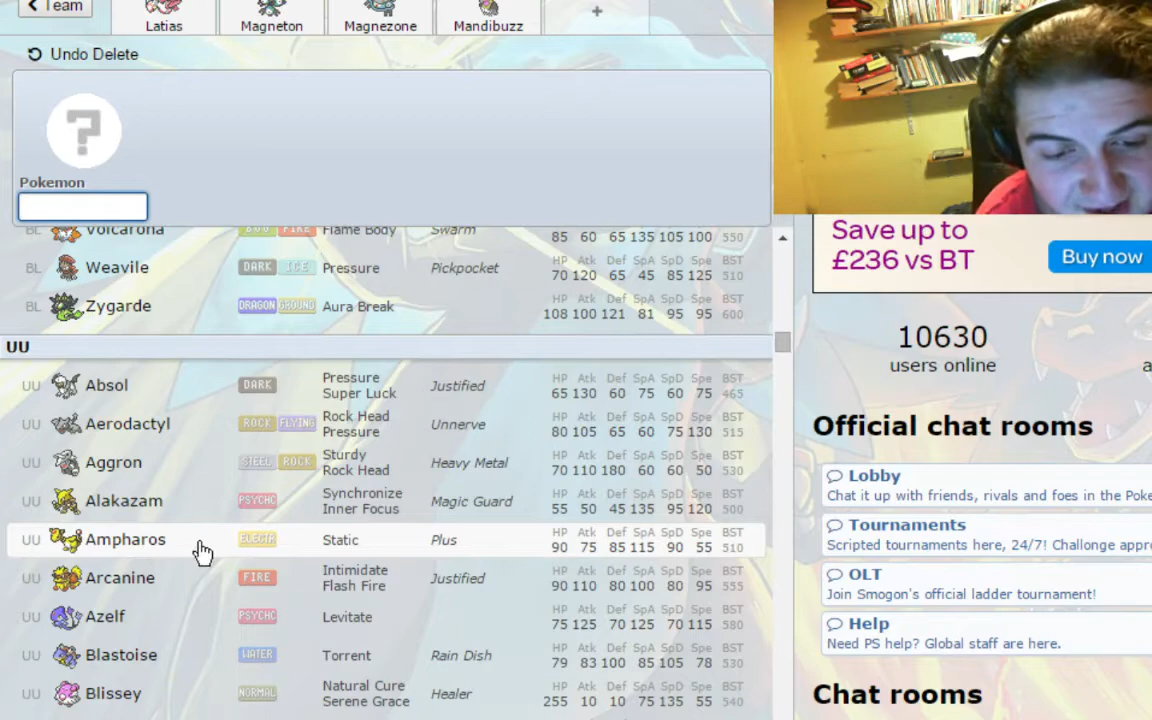 Team
Latias Magneton Magnezone Mandibuzz +
Undo Delete
?
Pokemon
Volcarona BUG FIRE Flame Body Swarm 85 60 65 135 105 100 550
HP Atk Def SpA SpD Spe BST
BL Weavile DARK ICE Pressure Pickpocket 70 120 65 45 85 125 510
HP Atk Def SpA SpD Spe BST
BL Zygarde DRAGON GROUND Aura Break 108 100 121 81 95 95 600
UU
UU Absol DARK Pressure Super Luck Justified HP Atk Def SpA SpD Spe BST 65 130 60 75 60 75 465
UU Aerodactyl ROCK FLYING Rock Head Pressure Unnerve HP Atk Def SpA SpD Spe BST 80 105 65 60 75 130 515
UU Aggron STEEL ROCK Sturdy Rock Head Heavy Metal HP Atk Def SpA SpD Spe BST 70 110 180 60 60 50 530
UU Alakazam PSYCHC Synchronize Inner Focus Magic Guard HP Atk Def SpA SpD Spe BST 55 50 45 135 95 120 500
UU Ampharos ELECTR Static Plus HP Atk Def SpA SpD Spe BST 90 75 85 115 90 55 510
UU Arcanine FIRE Intimidate Flash Fire Justified HP Atk Def SpA SpD Spe BST 90 110 80 100 80 95 555
UU Azelf PSYCHC Levitate HP Atk Def SpA SpD Spe BST 75 125 70 125 70 115 580
UU Blastoise WATER Torrent Rain Dish HP Atk Def SpA SpD Spe BST 79 83 100 85 105 78 530
UU Blissey NORMAL Natural Cure Serene Grace Healer HP Atk Def SpA SpD Spe BST 255 10 10 75 135 55 540
Save up to
£236 vs BT
Buy now
10630
users online
a
Official chat rooms
Lobby
Chat it up with friends, rivals and foes in the Poke
Tournaments
Scripted tournaments here, 24/7! Challonge appro
OLT
Join Smogon's official ladder tournament!
Help
Need PS help? Global staff are here.
Chat rooms